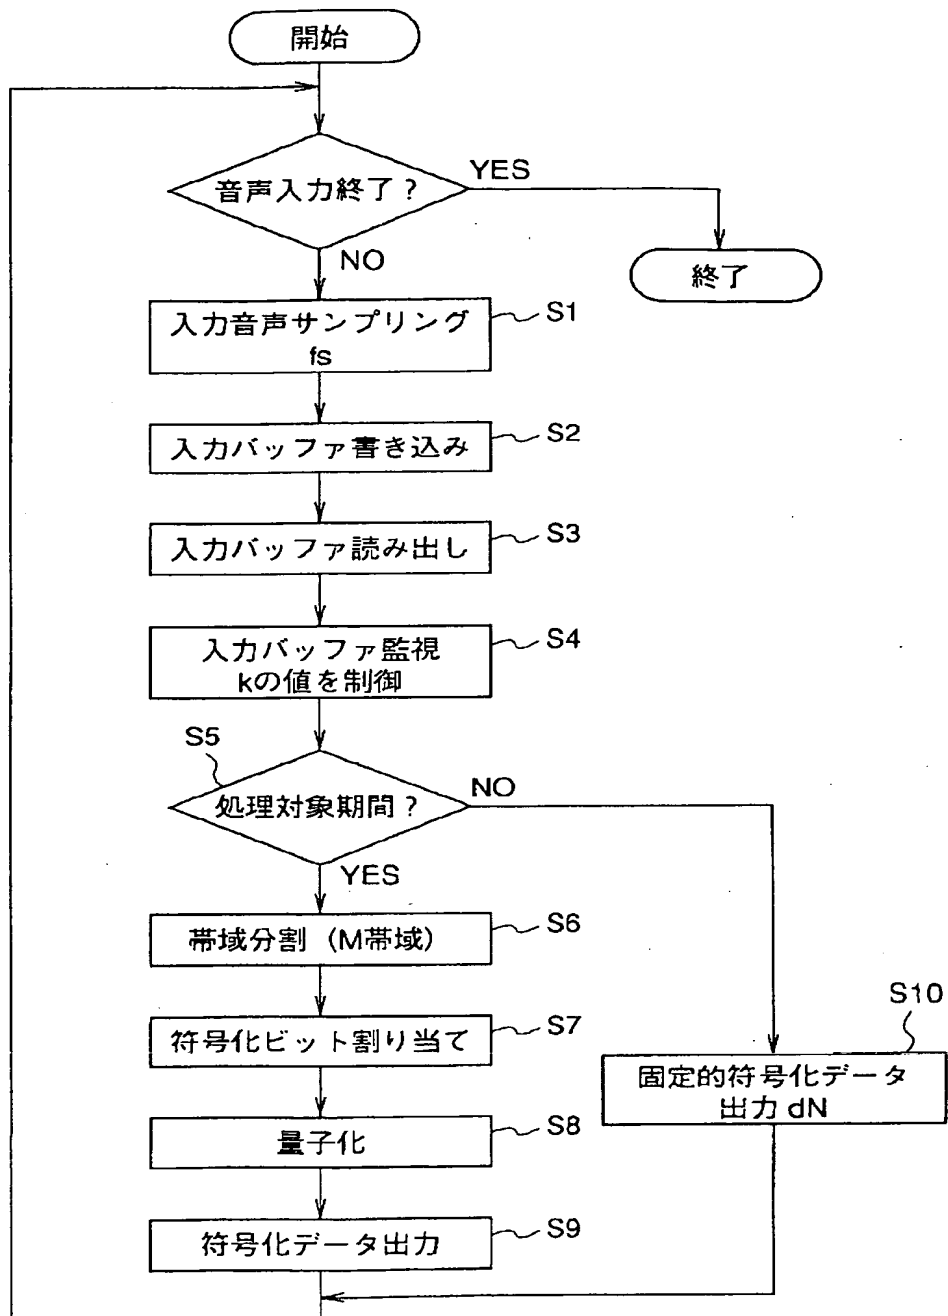 開始
音声入力終了？
YES
NO
終了
入力音声サンプリング
fs
S1
入力バッファ書き込み
S2
入力バッファ読み出し
S3
入力バッファ監視
kの値を制御
S4
S5
処理対象期間？
NO
YES
帯域分割（M帯域）
S6
符号化ビット割り当て
S7
S10
固定的符号化データ
出力 dN
量子化
S8
符号化データ出力
S9